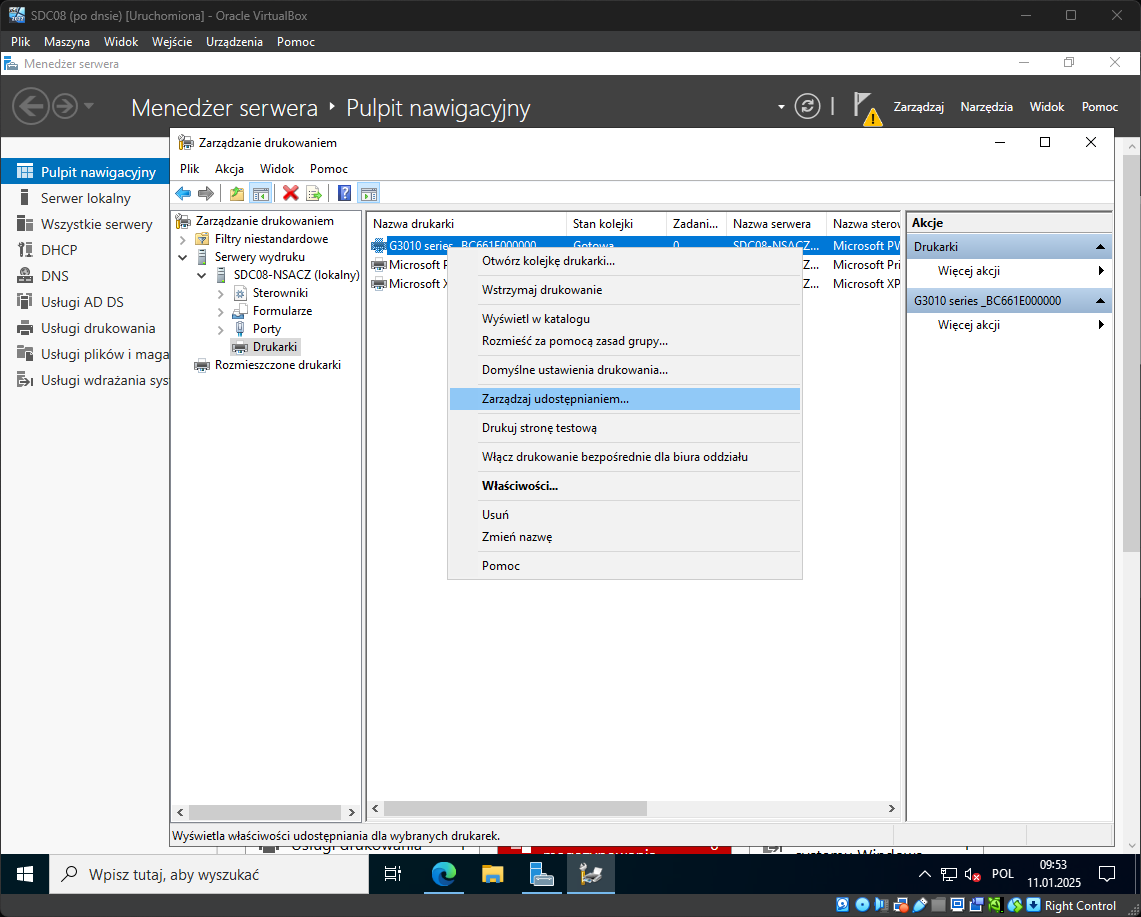 SDC08 (po dnsie) [Uruchomiona] - Oracle VirtualBox
Plik Maszyna Widok Wejście Urządzenia Pomoc
Menedżer serwera
Menedżer serwera Pulpit nawigacyjny
Zarządzaj Narzędzia Widok Pomoc
Pulpit nawigacyjny
Serwer lokalny
Wszystkie serwery
DHCP
DNS
Usługi AD DS
Usługi drukowania
Usługi plików i maga
Usługi wdrażania sys
Zarządzanie drukowaniem
Plik Akcja Widok Pomoc
Zarządzanie drukowaniem
Filtry niestandardowe
Serwery wydruku
SDC08-NSACZ (lokalny)
Sterowniki
Formularze
Porty
Drukarki
Rozmieszczone drukarki
Nazwa drukarki Stan kolejki Zadani... Nazwa serwera Nazwa sterow
G3010 series _BC661E000000 Gotowa 0 SDC08-NSACZ... Microsoft PW
Microsoft P Z... Microsoft Pri
Microsoft X Z... Microsoft XP
Otwórz kolejkę drukarki...
Wstrzymaj drukowanie
Wyświetl w katalogu
Rozmieść za pomocą zasad grupy...
Domyślne ustawienia drukowania...
Zarządzaj udostępnianiem...
Drukuj stronę testową
Włącz drukowanie bezpośrednie dla biura oddziału
Właściwości...
Usuń
Zmień nazwę
Pomoc
Akcje
Drukarki
Więcej akcji
G3010 series _BC661E000000
Więcej akcji
Wyświetla właściwości udostępniania dla wybranych drukarek.
Usługi drukowania
systemu Windows
Wpisz tutaj, aby wyszukać
POL
09:53
11.01.2025
Right Control